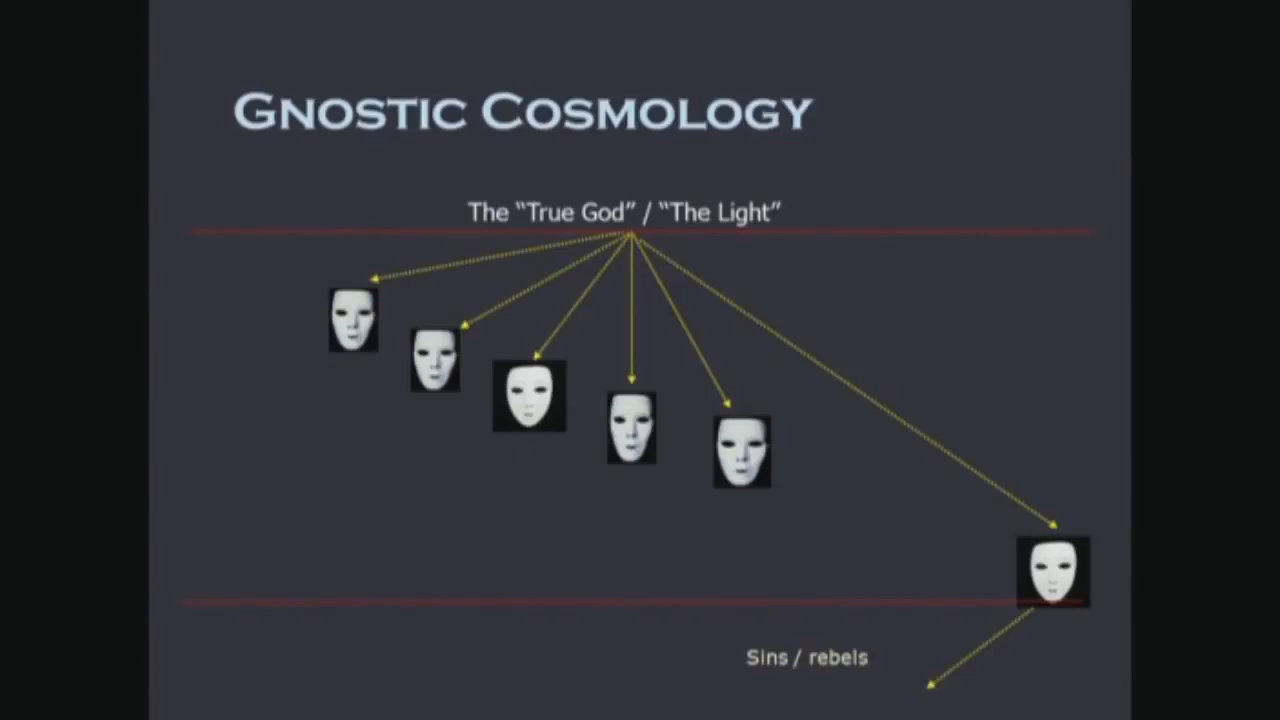 Gnostic Cosmology
The “True God” / “The Light”
Sins / rebels